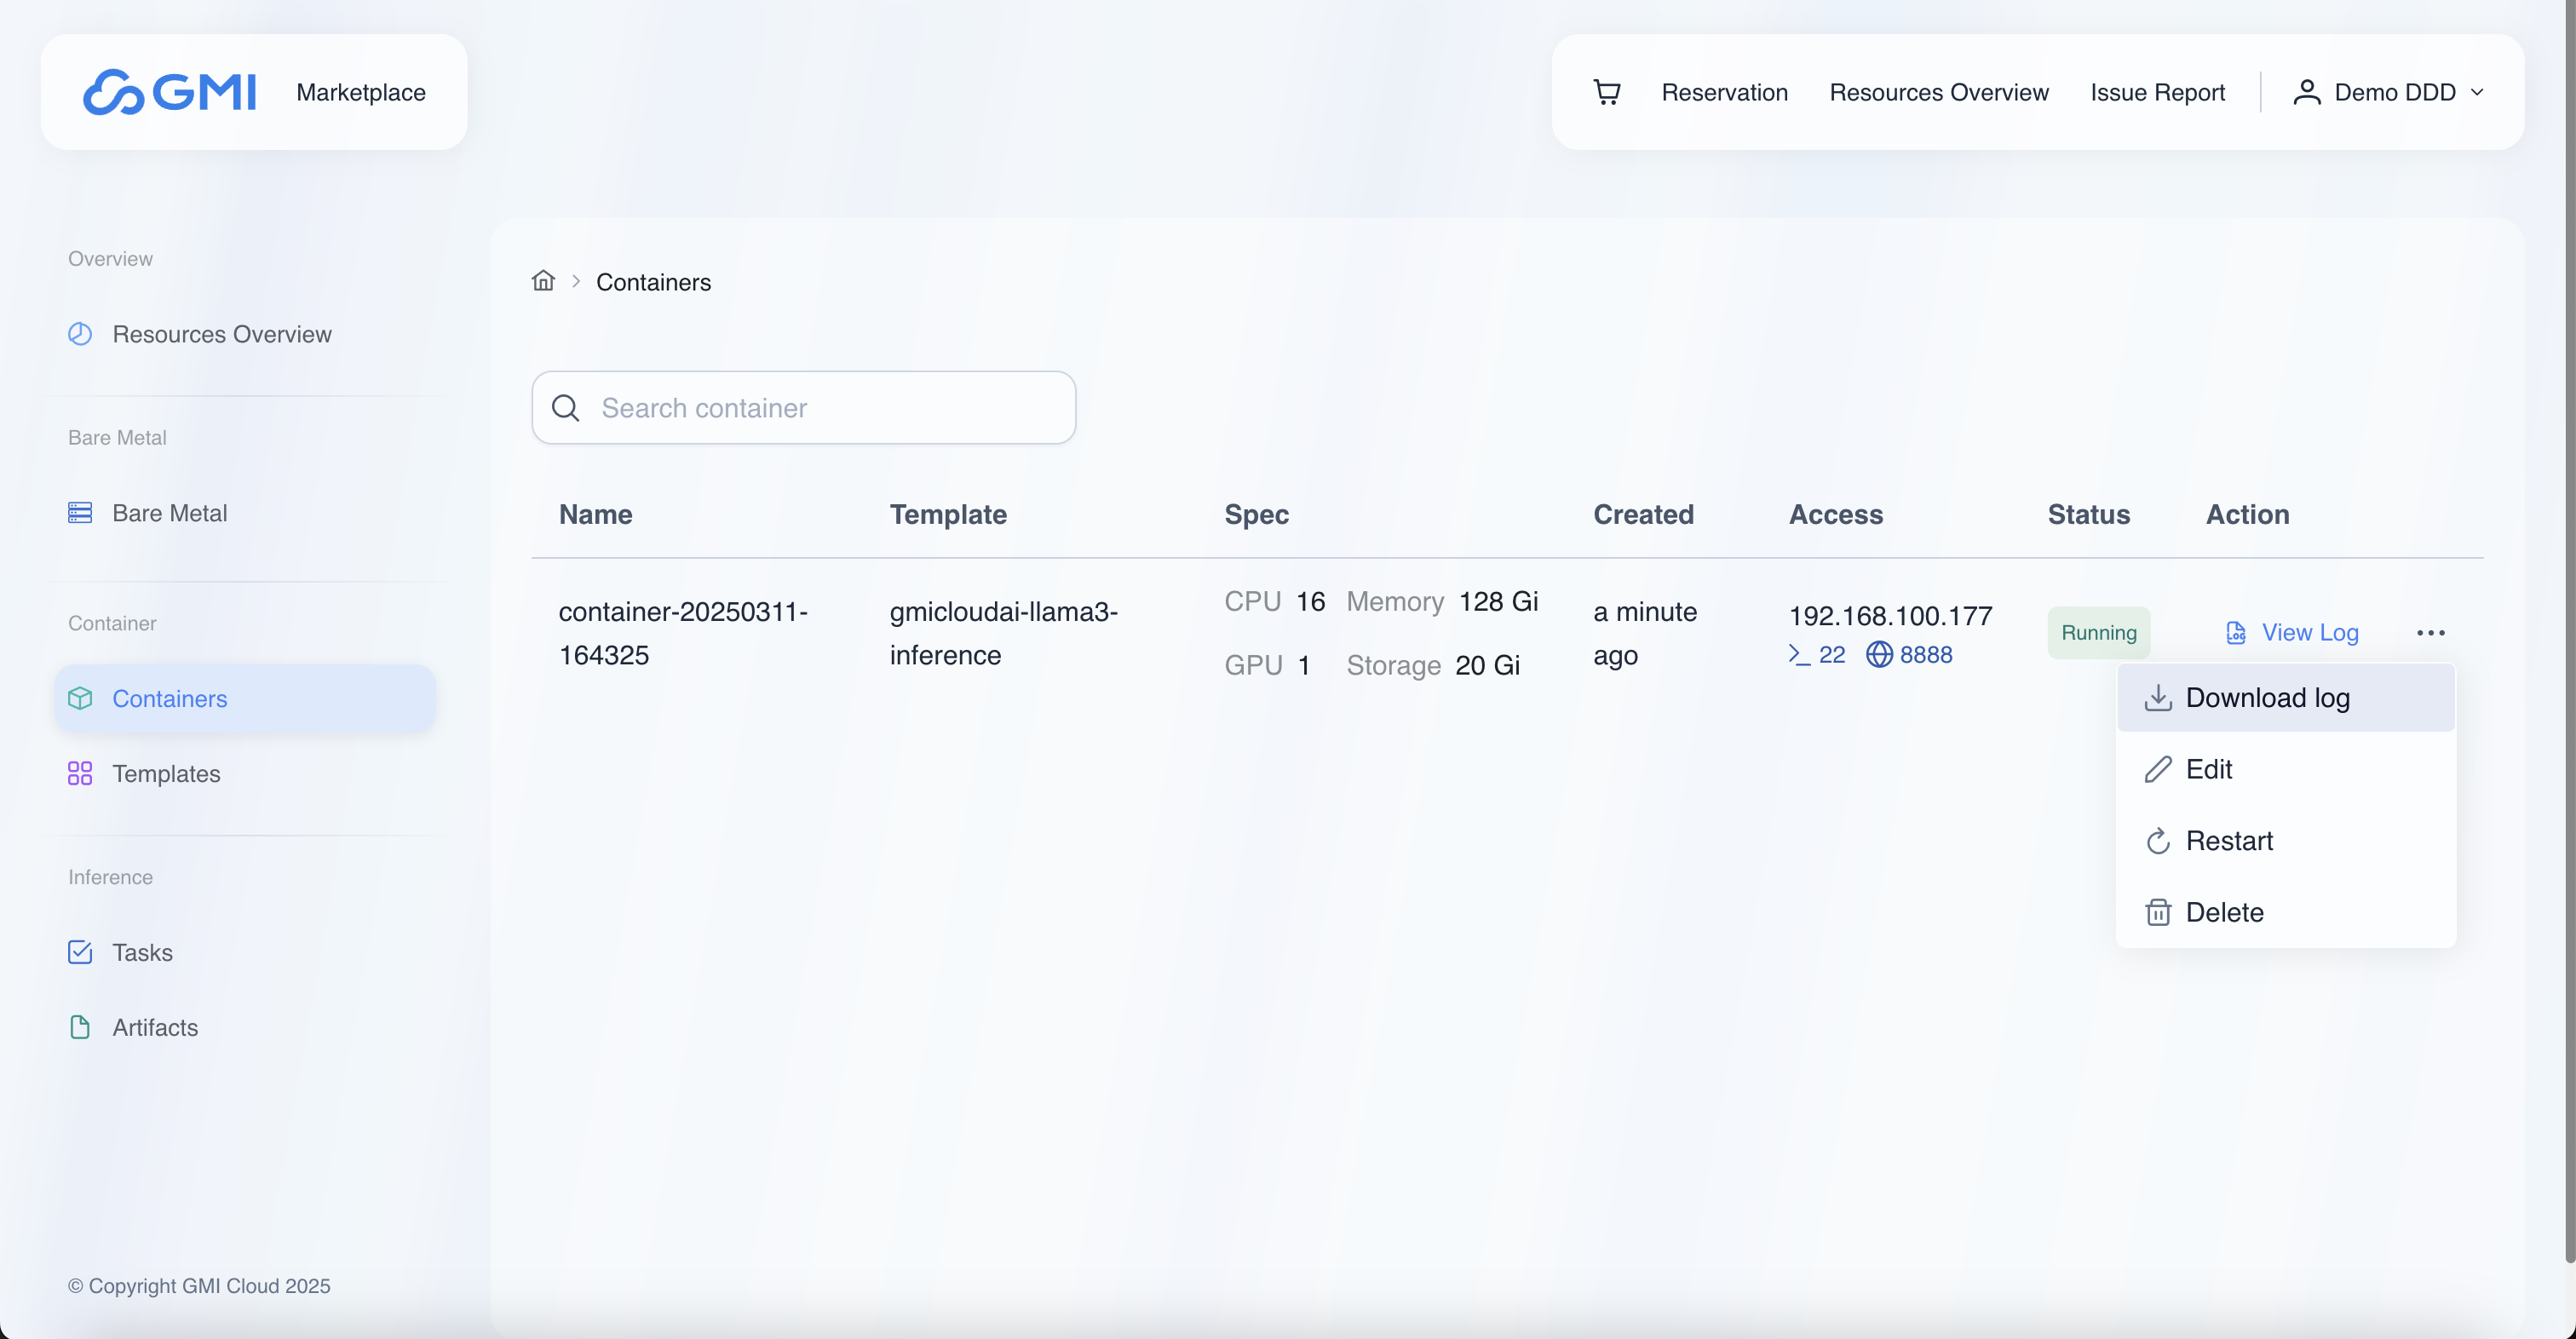 GMI Marketplace
Reservation Resources Overview Issue Report Demo DDD
Overview
Resources Overview
Bare Metal
Bare Metal
Container
Containers
Templates
Inference
Tasks
Artifacts
© Copyright GMI Cloud 2025
Containers
Search container
Name Template Spec Created Access Status Action
container-20250311-
164325
gmicloudai-llama3-
inference
CPU 16 Memory 128 Gi
GPU 1 Storage 20 Gi
a minute
ago
192.168.100.177
22 8888
Running
LOG View Log
Download log
Edit
Restart
Delete